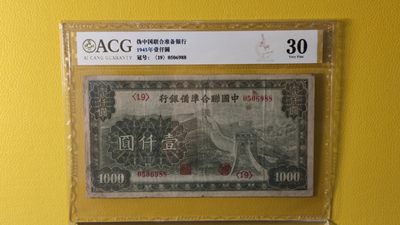 ACG
AI CANG GUARANTY
伪中国联合准备银行
1945年壹仟圆
冠号：〈19〉0506988
30
Very Fine
〈19〉
行銀備準合聯國中
0506988
圓仟壹
0506988
〈19〉
1000
1000